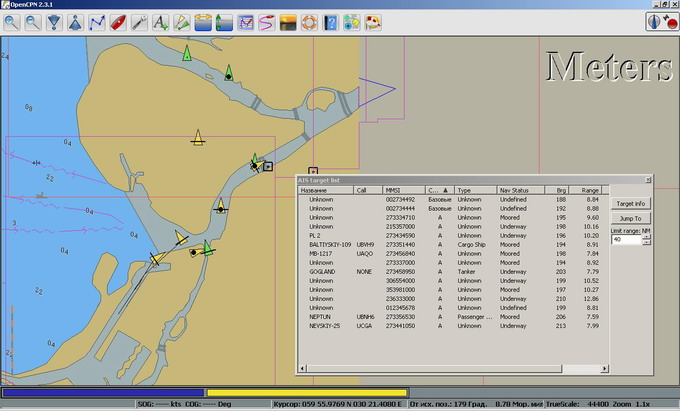 OpenCPN 2.3.1
Meters
AIS target list
Название Call MMSI С... Type Nav Status Brg Range
Unknown 002734492 Базовые Unknown Undefined 188 8.84
Unknown 002734444 Базовые Unknown Undefined 192 8.88
Unknown 273334710 A Unknown Moored 195 9.60
Unknown 215357000 A Unknown Underway 198 10.16
PL 2 273434590 A Unknown Underway 196 10.20
BALTIYSKIY-109 UBVH9 273351440 A Cargo Ship Moored 194 8.91
MB-1217 UAQO 273456840 A Unknown Moored 198 7.84
Unknown 273337000 A Unknown Underway 194 8.92
GOGLAND NONE 273458950 A Tanker Underway 203 7.79
Unknown 306554000 A Unknown Underway 199 10.52
Unknown 353981000 A Unknown Moored 197 10.27
Unknown 236333000 A Unknown Moored 210 12.86
Unknown 012345678 A Unknown Underway 193 8.81
NEPTUN UBNH6 273356530 A Passenger ... Moored 206 7.59
NEVSKIY-25 UCGA 273441050 A Unknown Underway 213 7.99
Target info
Jump To
Limit range: NM
40
SOG: ----- kts COG: ----- Deg Курсор: 059 55.9769 N 030 21.4080 E От исх. поз.: 179 Град. 8.78 Мор. мил TrueScale: 44400 Zoom 1.1x